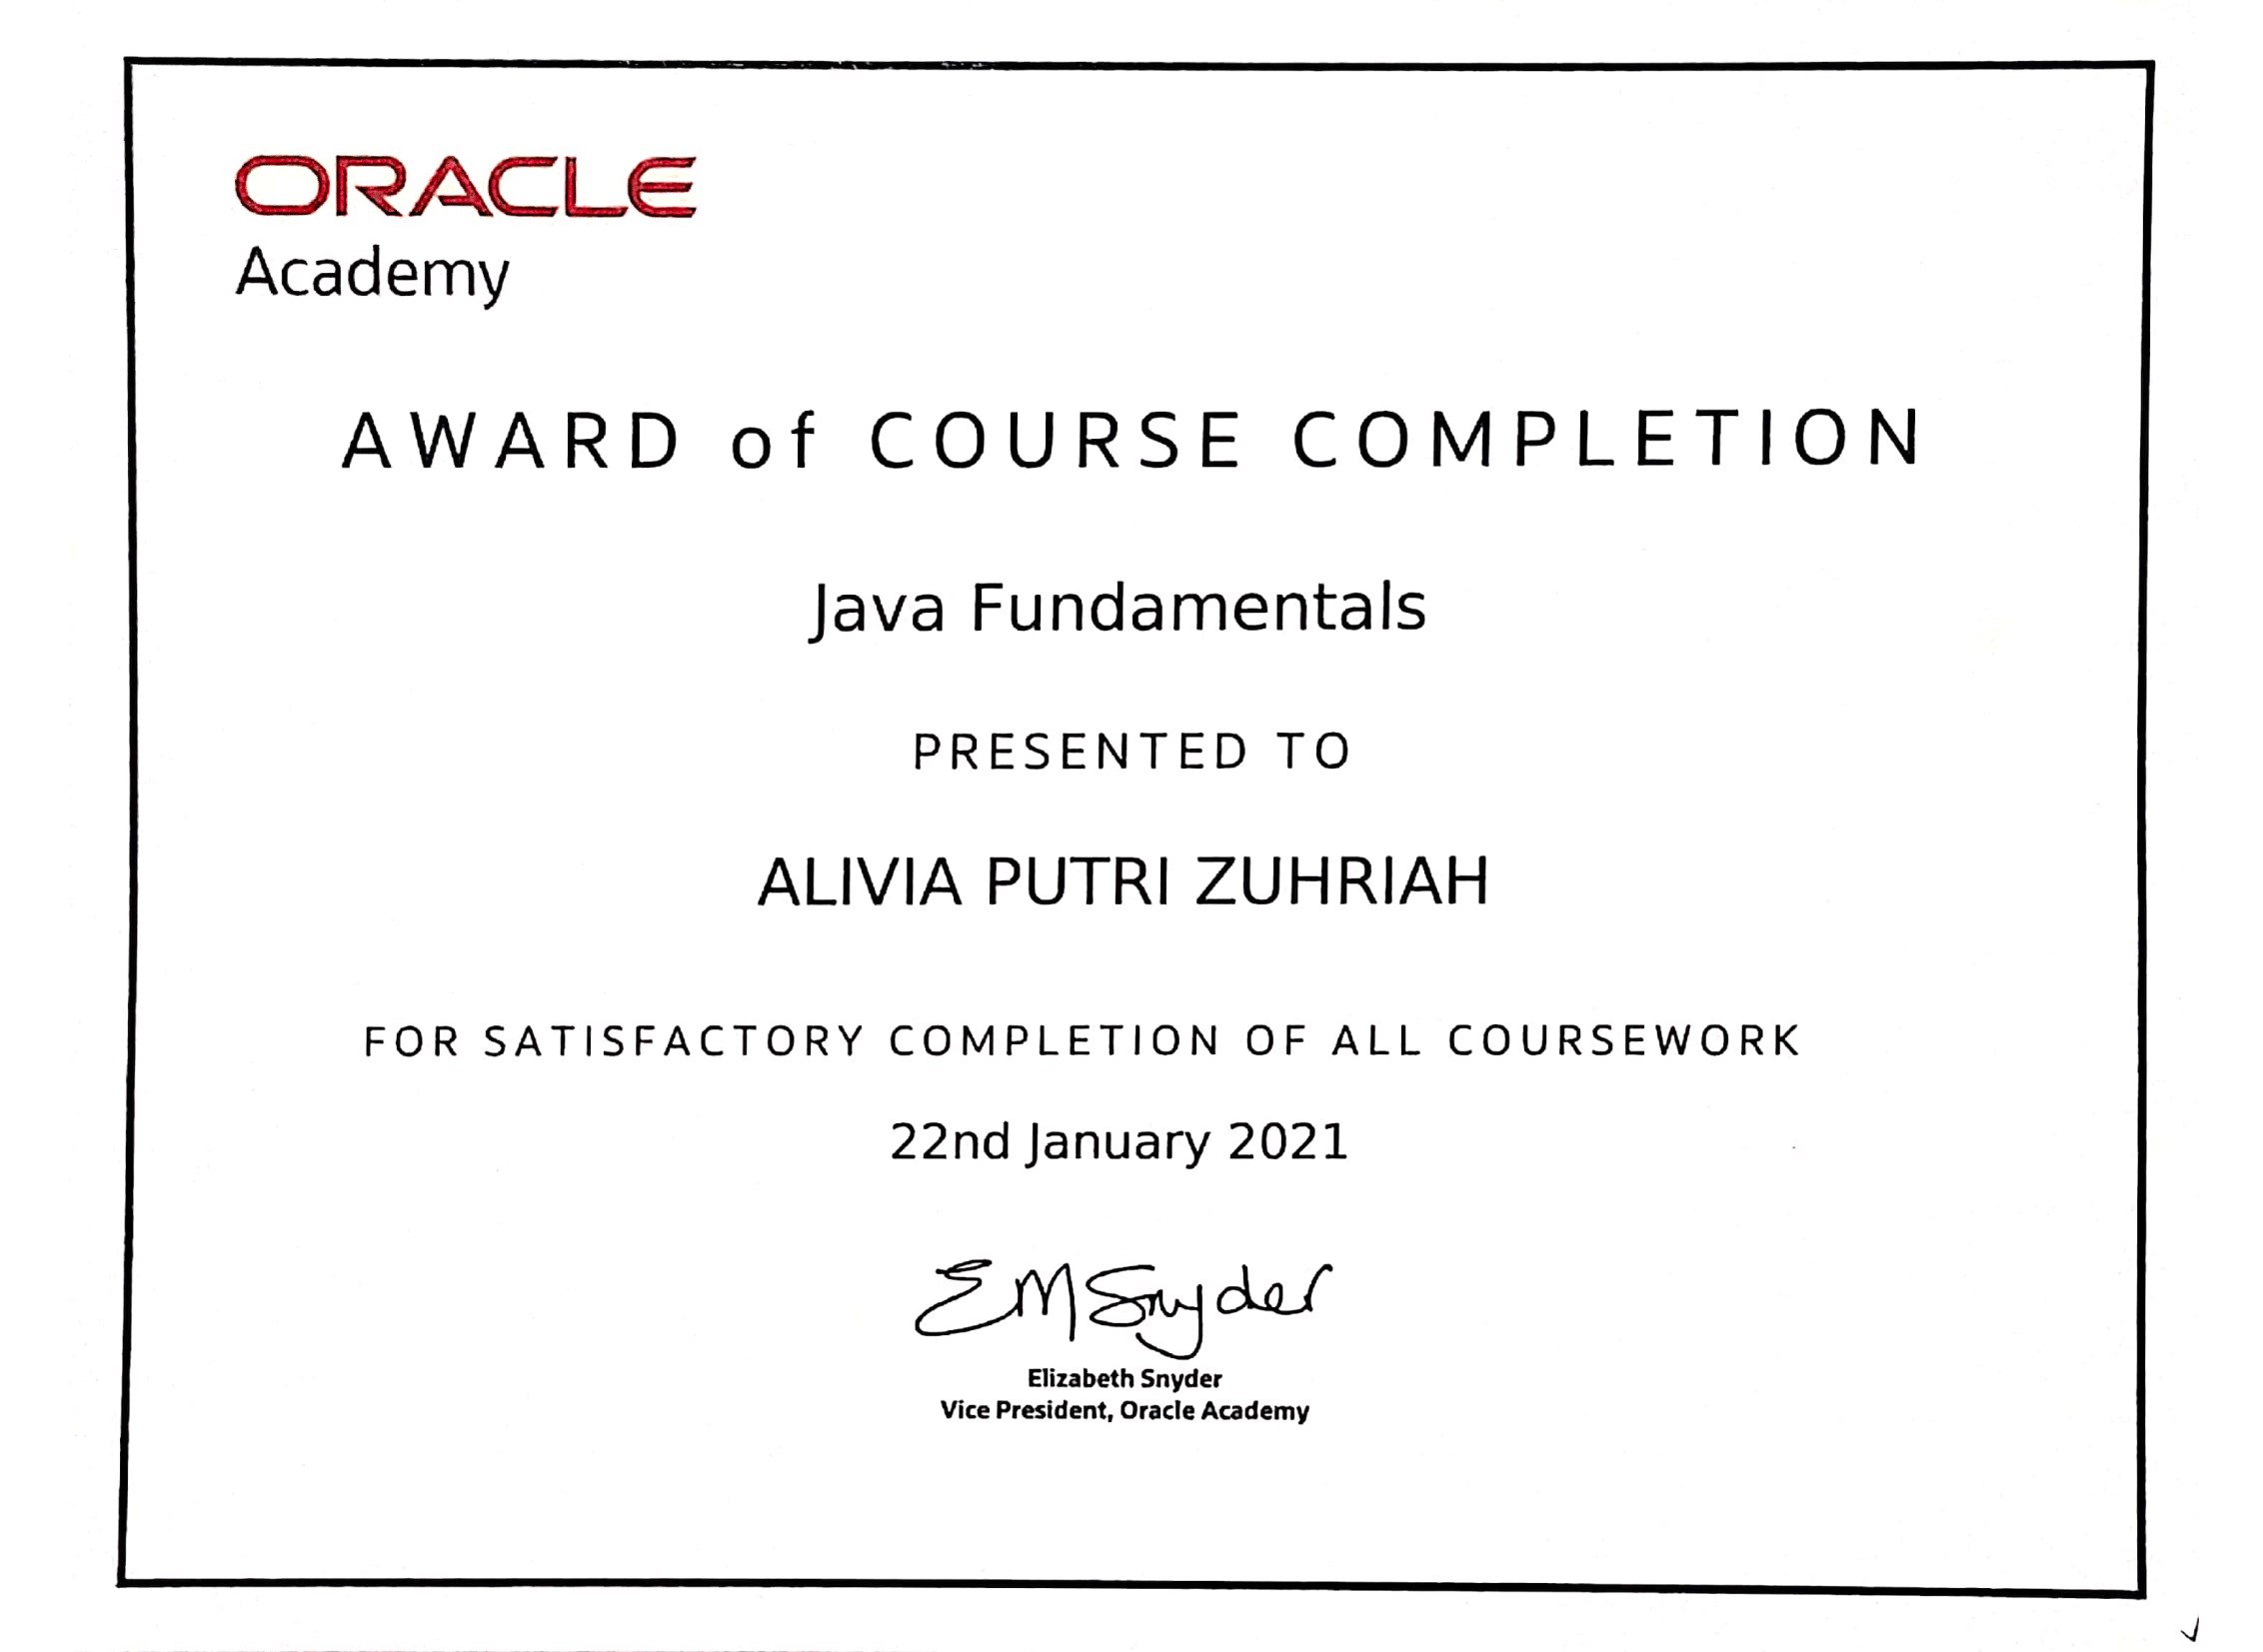 ORACLE
Academy
AWARD of COURSE COMPLETION
Java Fundamentals
PRESENTED TO
ALIVIA PUTRI ZUHRIAH
FOR SATISFACTORY COMPLETION OF ALL COURSEWORK
22nd January 2021
EM Snyder
Elizabeth Snyder
Vice President, Oracle Academy